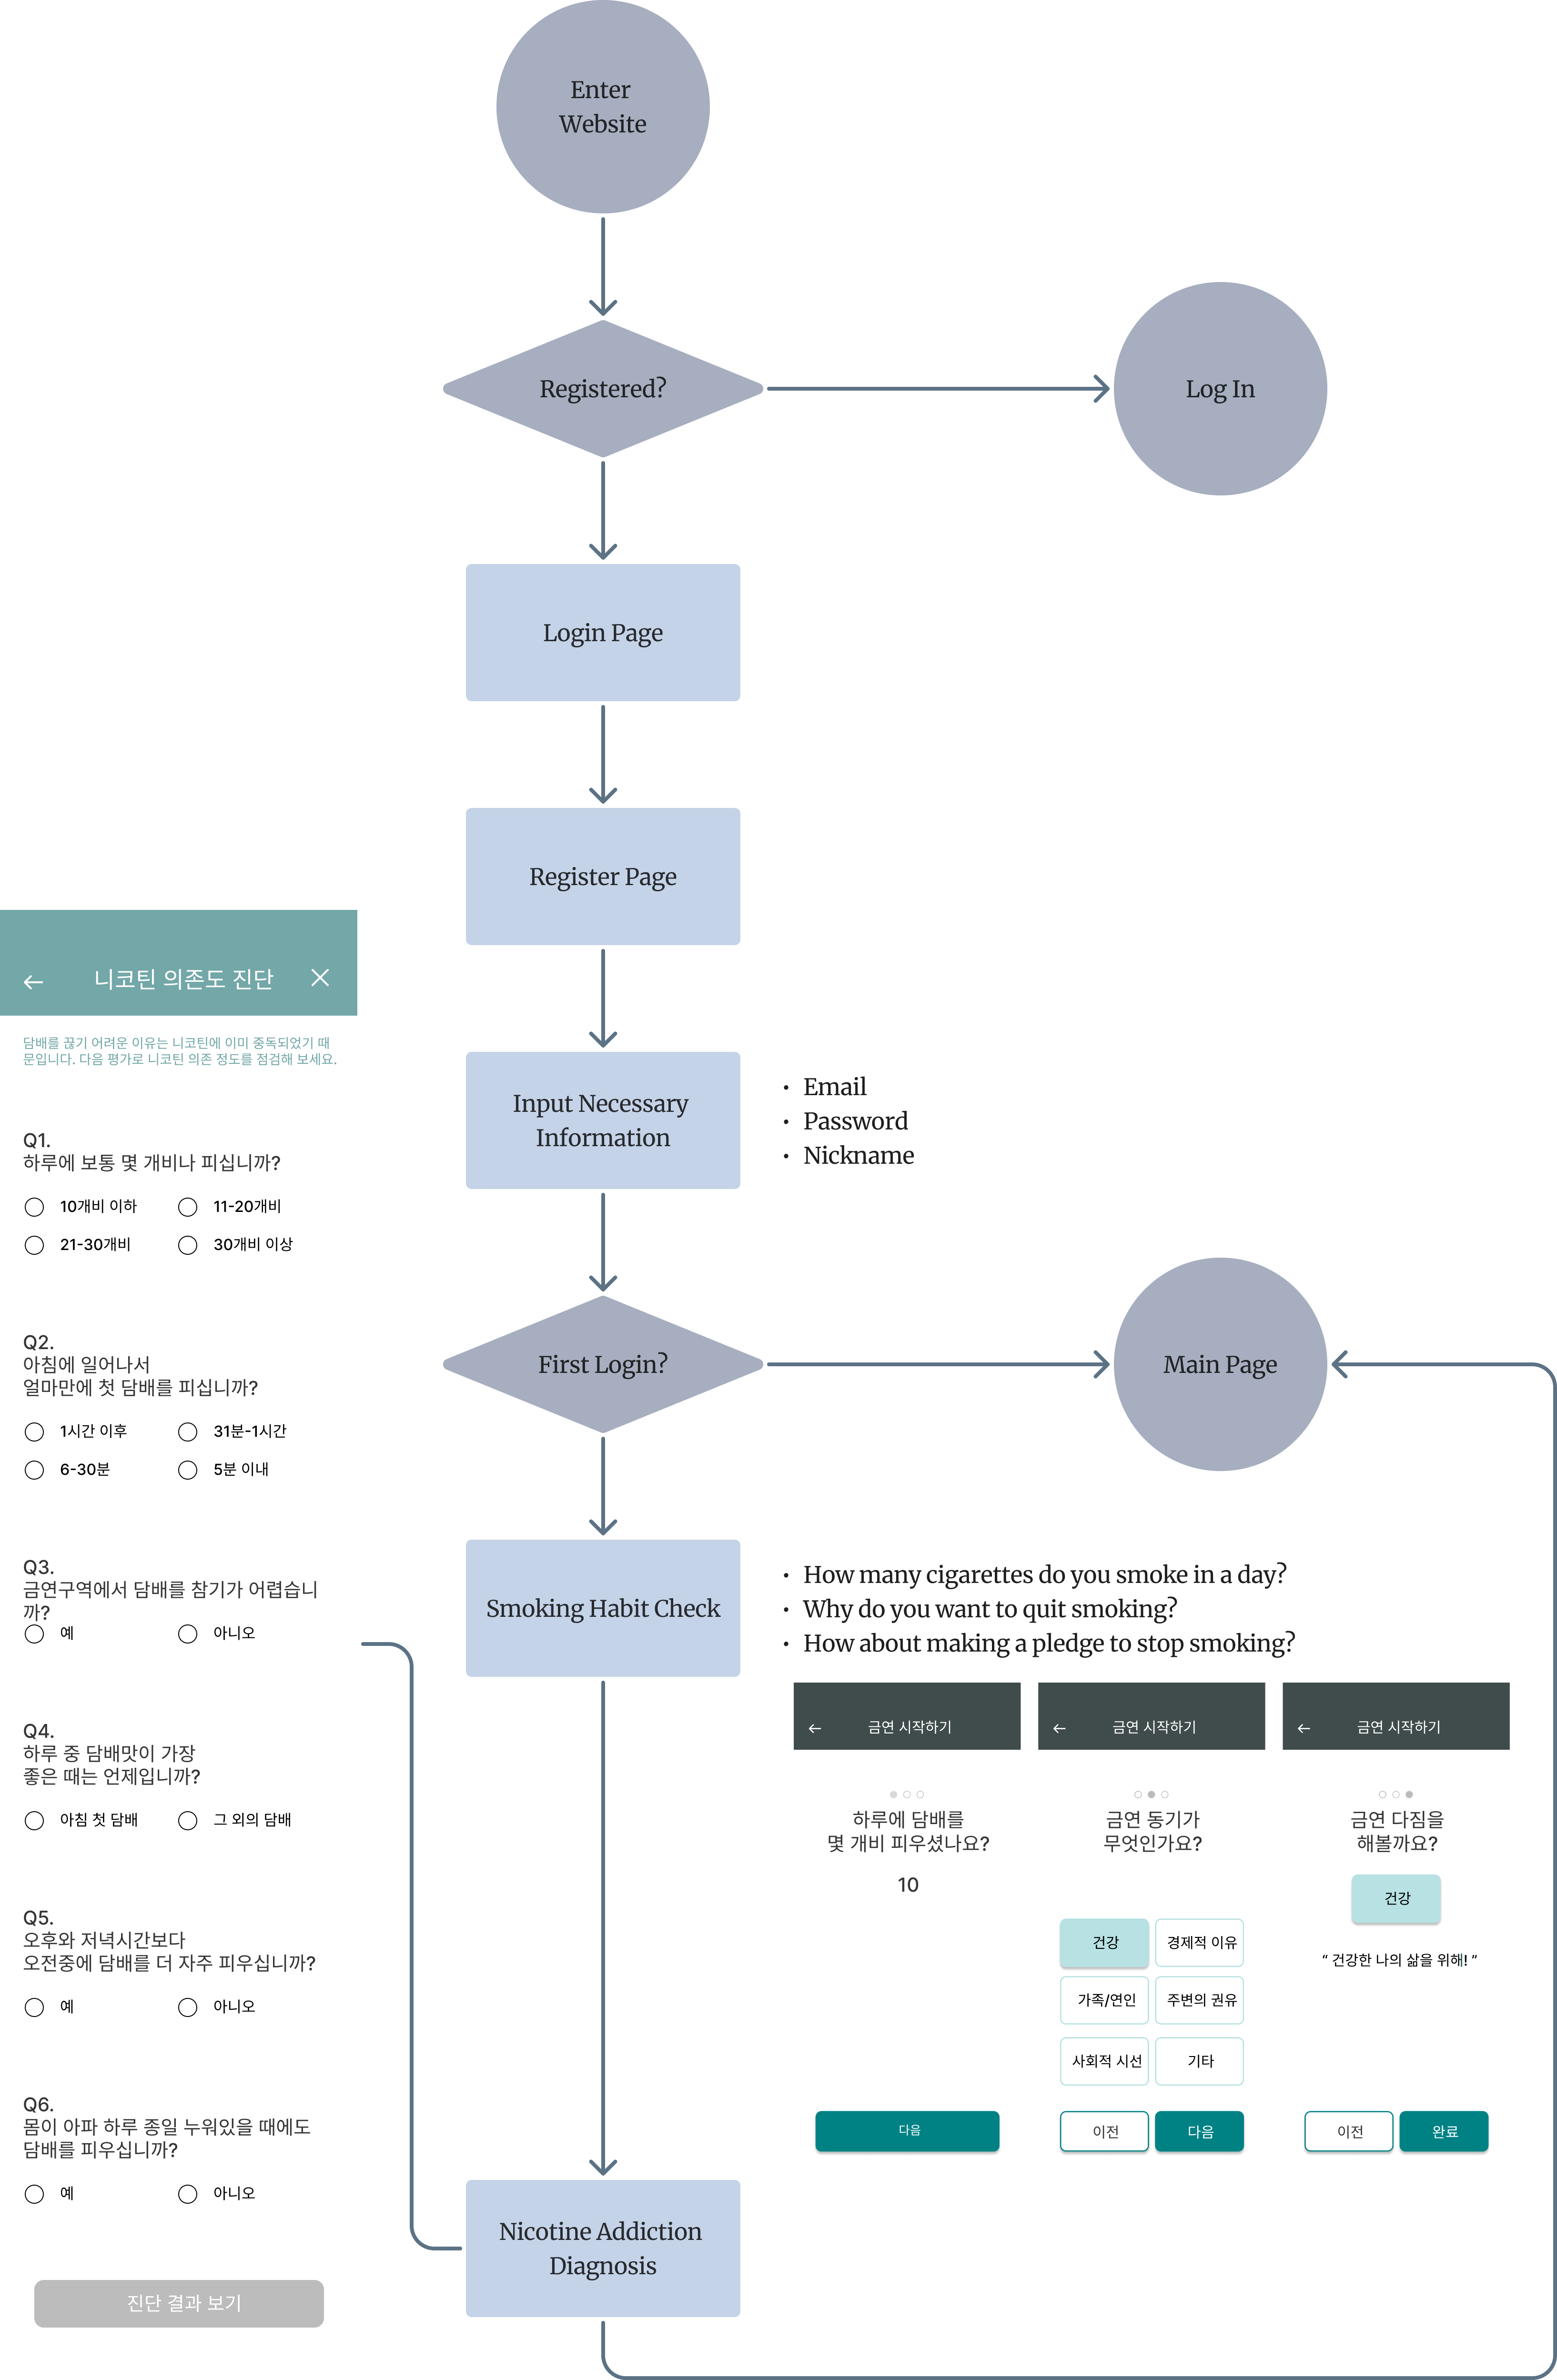 Enter
Website
Registered?
Log In
Login Page
Register Page
Input Necessary
Information
• Email
• Password
• Nickname
First Login?
Main Page
Smoking Habit Check
• How many cigarettes do you smoke in a day?
• Why do you want to quit smoking?
• How about making a pledge to stop smoking?
Nicotine Addiction
Diagnosis
니코틴 의존도 진단
담배를 끊기 어려운 이유는 니코틴에 이미 중독되었기 때
문입니다. 다음 평가로 니코틴 의존 정도를 점검해 보세요.
Q1.
하루에 보통 몇 개비나 피십니까?
10개비 이하
11-20개비
21-30개비
30개비 이상
Q2.
아침에 일어나서
얼마만에 첫 담배를 피십니까?
1시간 이후
31분-1시간
6-30분
5분 이내
Q3.
금연구역에서 담배를 참기가 어렵습니
까?
예
아니오
Q4.
하루 중 담배맛이 가장
좋은 때는 언제입니까?
아침 첫 담배
그 외의 담배
Q5.
오후와 저녁시간보다
오전중에 담배를 더 자주 피우십니까?
예
아니오
Q6.
몸이 아파 하루 종일 누워있을 때에도
담배를 피우십니까?
예
아니오
진단 결과 보기
금연 시작하기
하루에 담배를
몇 개비 피우셨나요?
10
다음
금연 시작하기
금연 동기가
무엇인가요?
건강
경제적 이유
가족/연인
주변의 권유
사회적 시선
기타
이전
다음
금연 시작하기
금연 다짐을
해볼까요?
건강
“ 건강한 나의 삶을 위해! ”
이전
완료